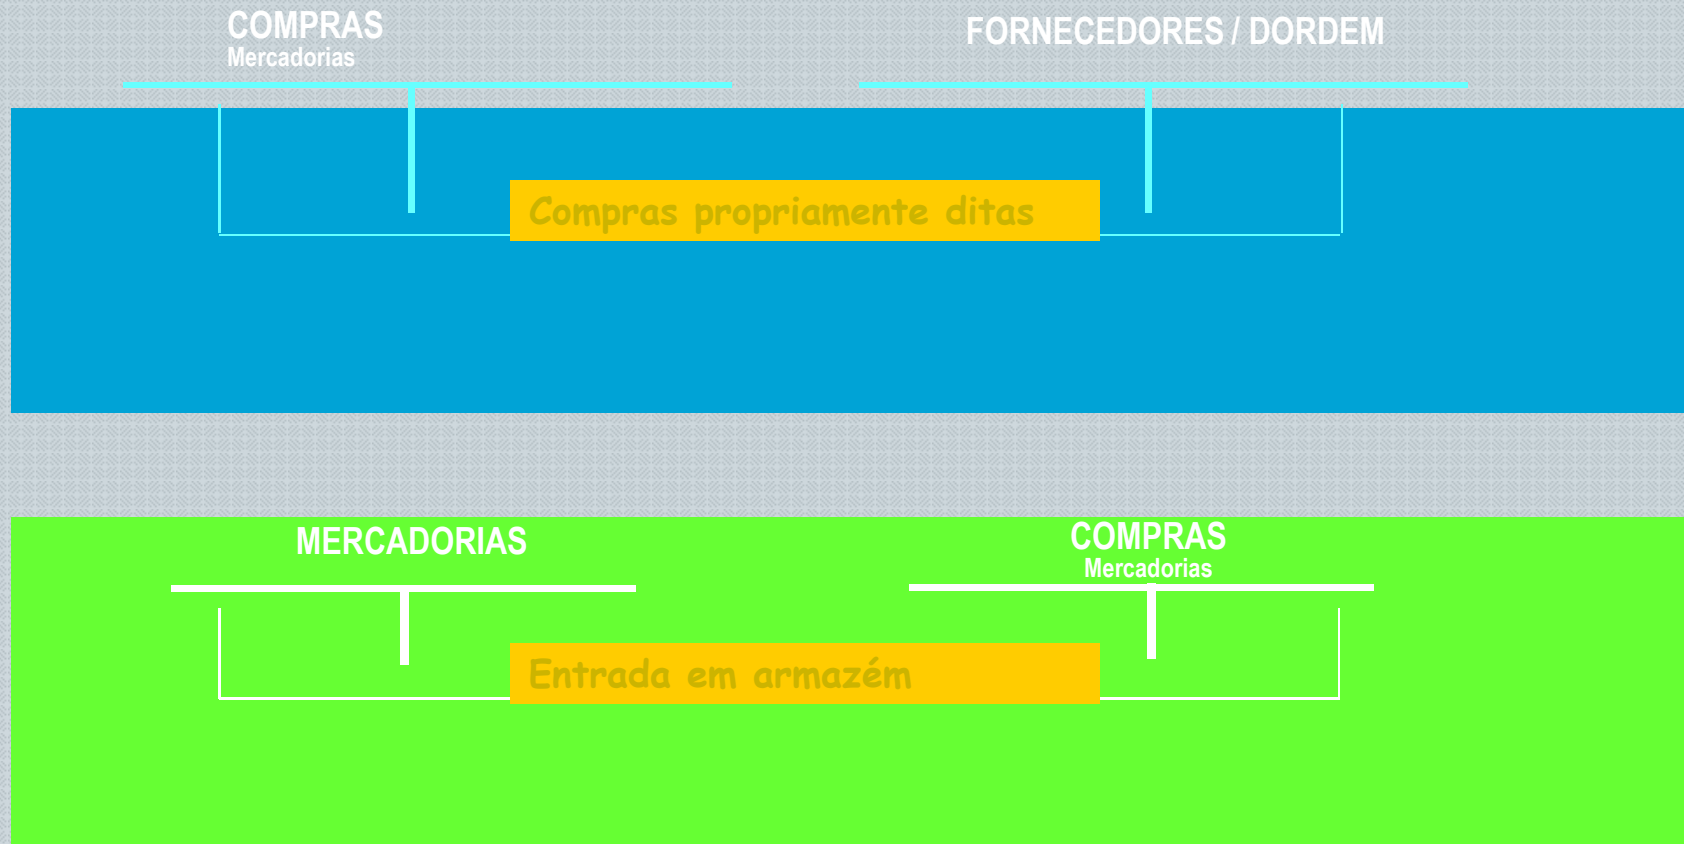 COMPRAS
Mercadorias
FORNECEDORES / DORDEM
Compras propriamente ditas
MERCADORIAS
COMPRAS
Mercadorias
Entrada em armazém